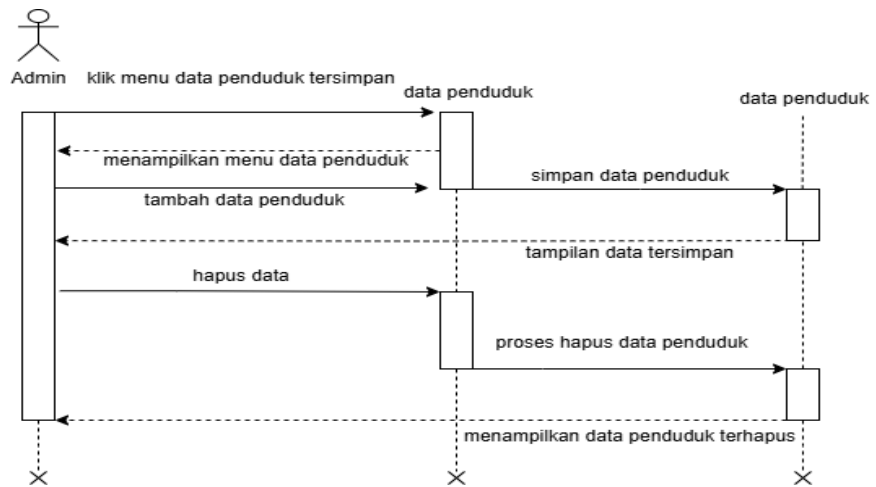 Admin
klik menu data penduduk tersimpan
data penduduk
data penduduk
menampilkan menu data penduduk
simpan data penduduk
tambah data penduduk
tampilan data tersimpan
hapus data
proses hapus data penduduk
menampilkan data penduduk terhapus